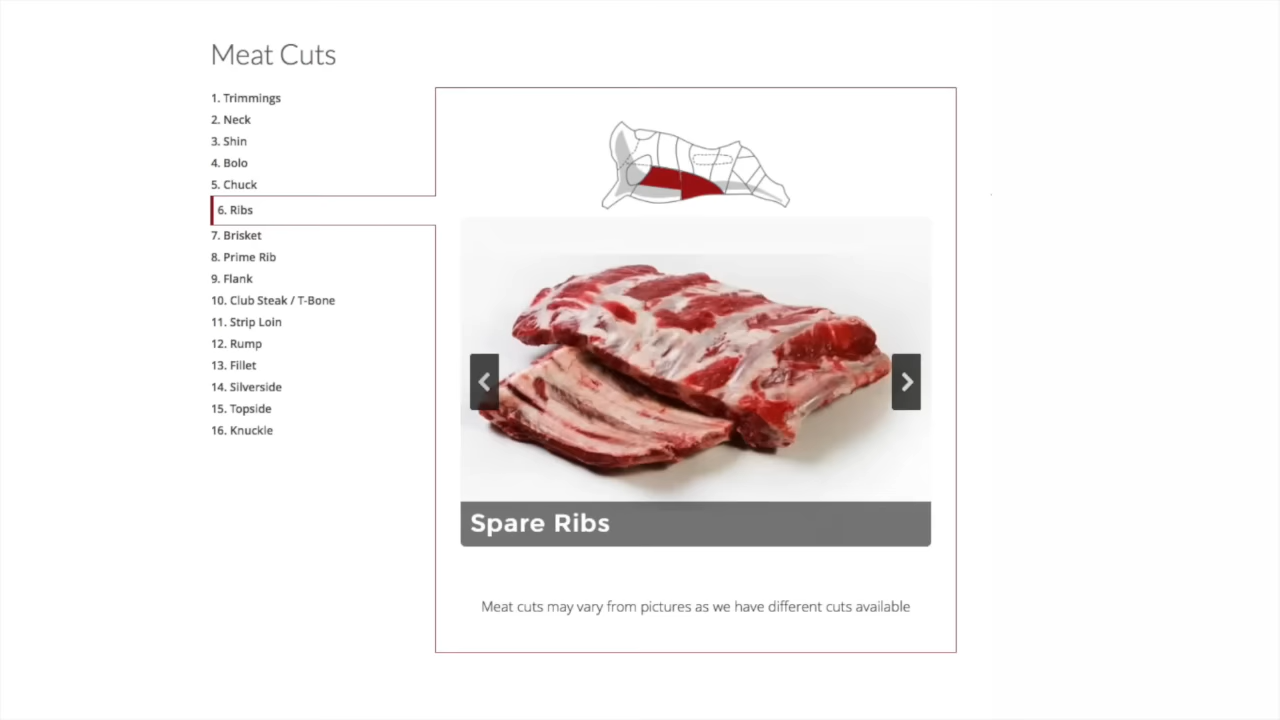 Meat Cuts
1. Trimmings
2. Neck
3. Shin
4. Bolo
5. Chuck
6. Ribs
7. Brisket
8. Prime Rib
9. Flank
10. Club Steak / T-Bone
11. Strip Loin
12. Rump
13. Fillet
14. Silverside
15. Topside
16. Knuckle
Spare Ribs
Meat cuts may vary from pictures as we have different cuts available